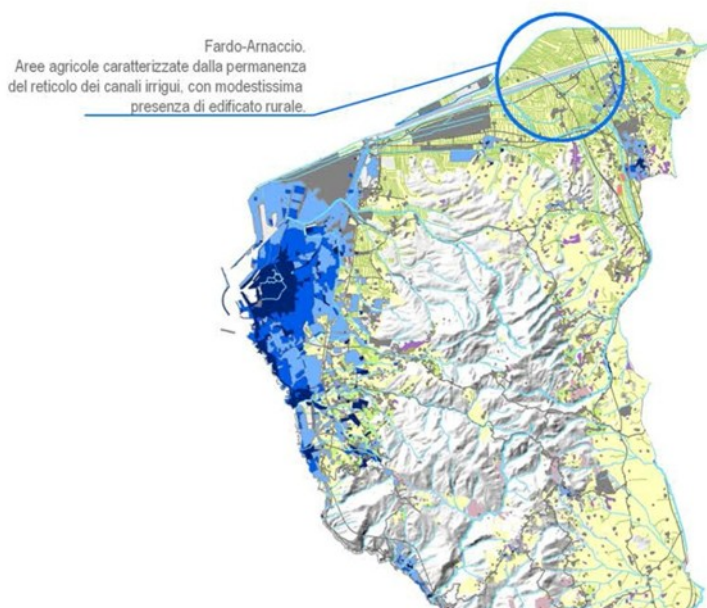 Fardo-Arnaccio.
Aree agricole caratterizzate dalla permanenza
del reticolo dei canali irrigui, con modestissima
presenza di edificato rurale.